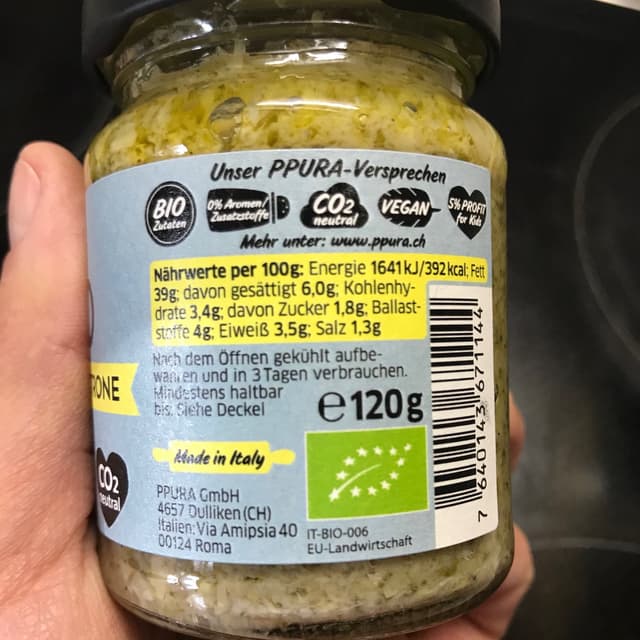 Unser PPURA-Versprechen
BIO
Zutaten
0% Aromen/
Zusatzstoffe
CO2
neutral
VEGAN
5% PROFIT
for Kids
Mehr unter: www.ppura.ch
Nährwerte per 100g: Energie 1641 kJ/392 kcal; Fett
39g; davon gesättigt 6,0g; Kohlenhy-
drate 3,4g; davon Zucker 1,8g; Ballast-
stoffe 4g; Eiweiß 3,5g; Salz 1,3g
Nach dem Öffnen gekühlt aufbe-
wahren und in 3 Tagen verbrauchen.
Mindestens haltbar
bis: Siehe Deckel
e 120g
TRONE
Made in Italy
CO2
neutral
PPURA GmbH
4657 Dulliken (CH)
Italien: Via Amipsia 40
00124 Roma
IT-BIO-006
EU-Landwirtschaft
7 640143 671144